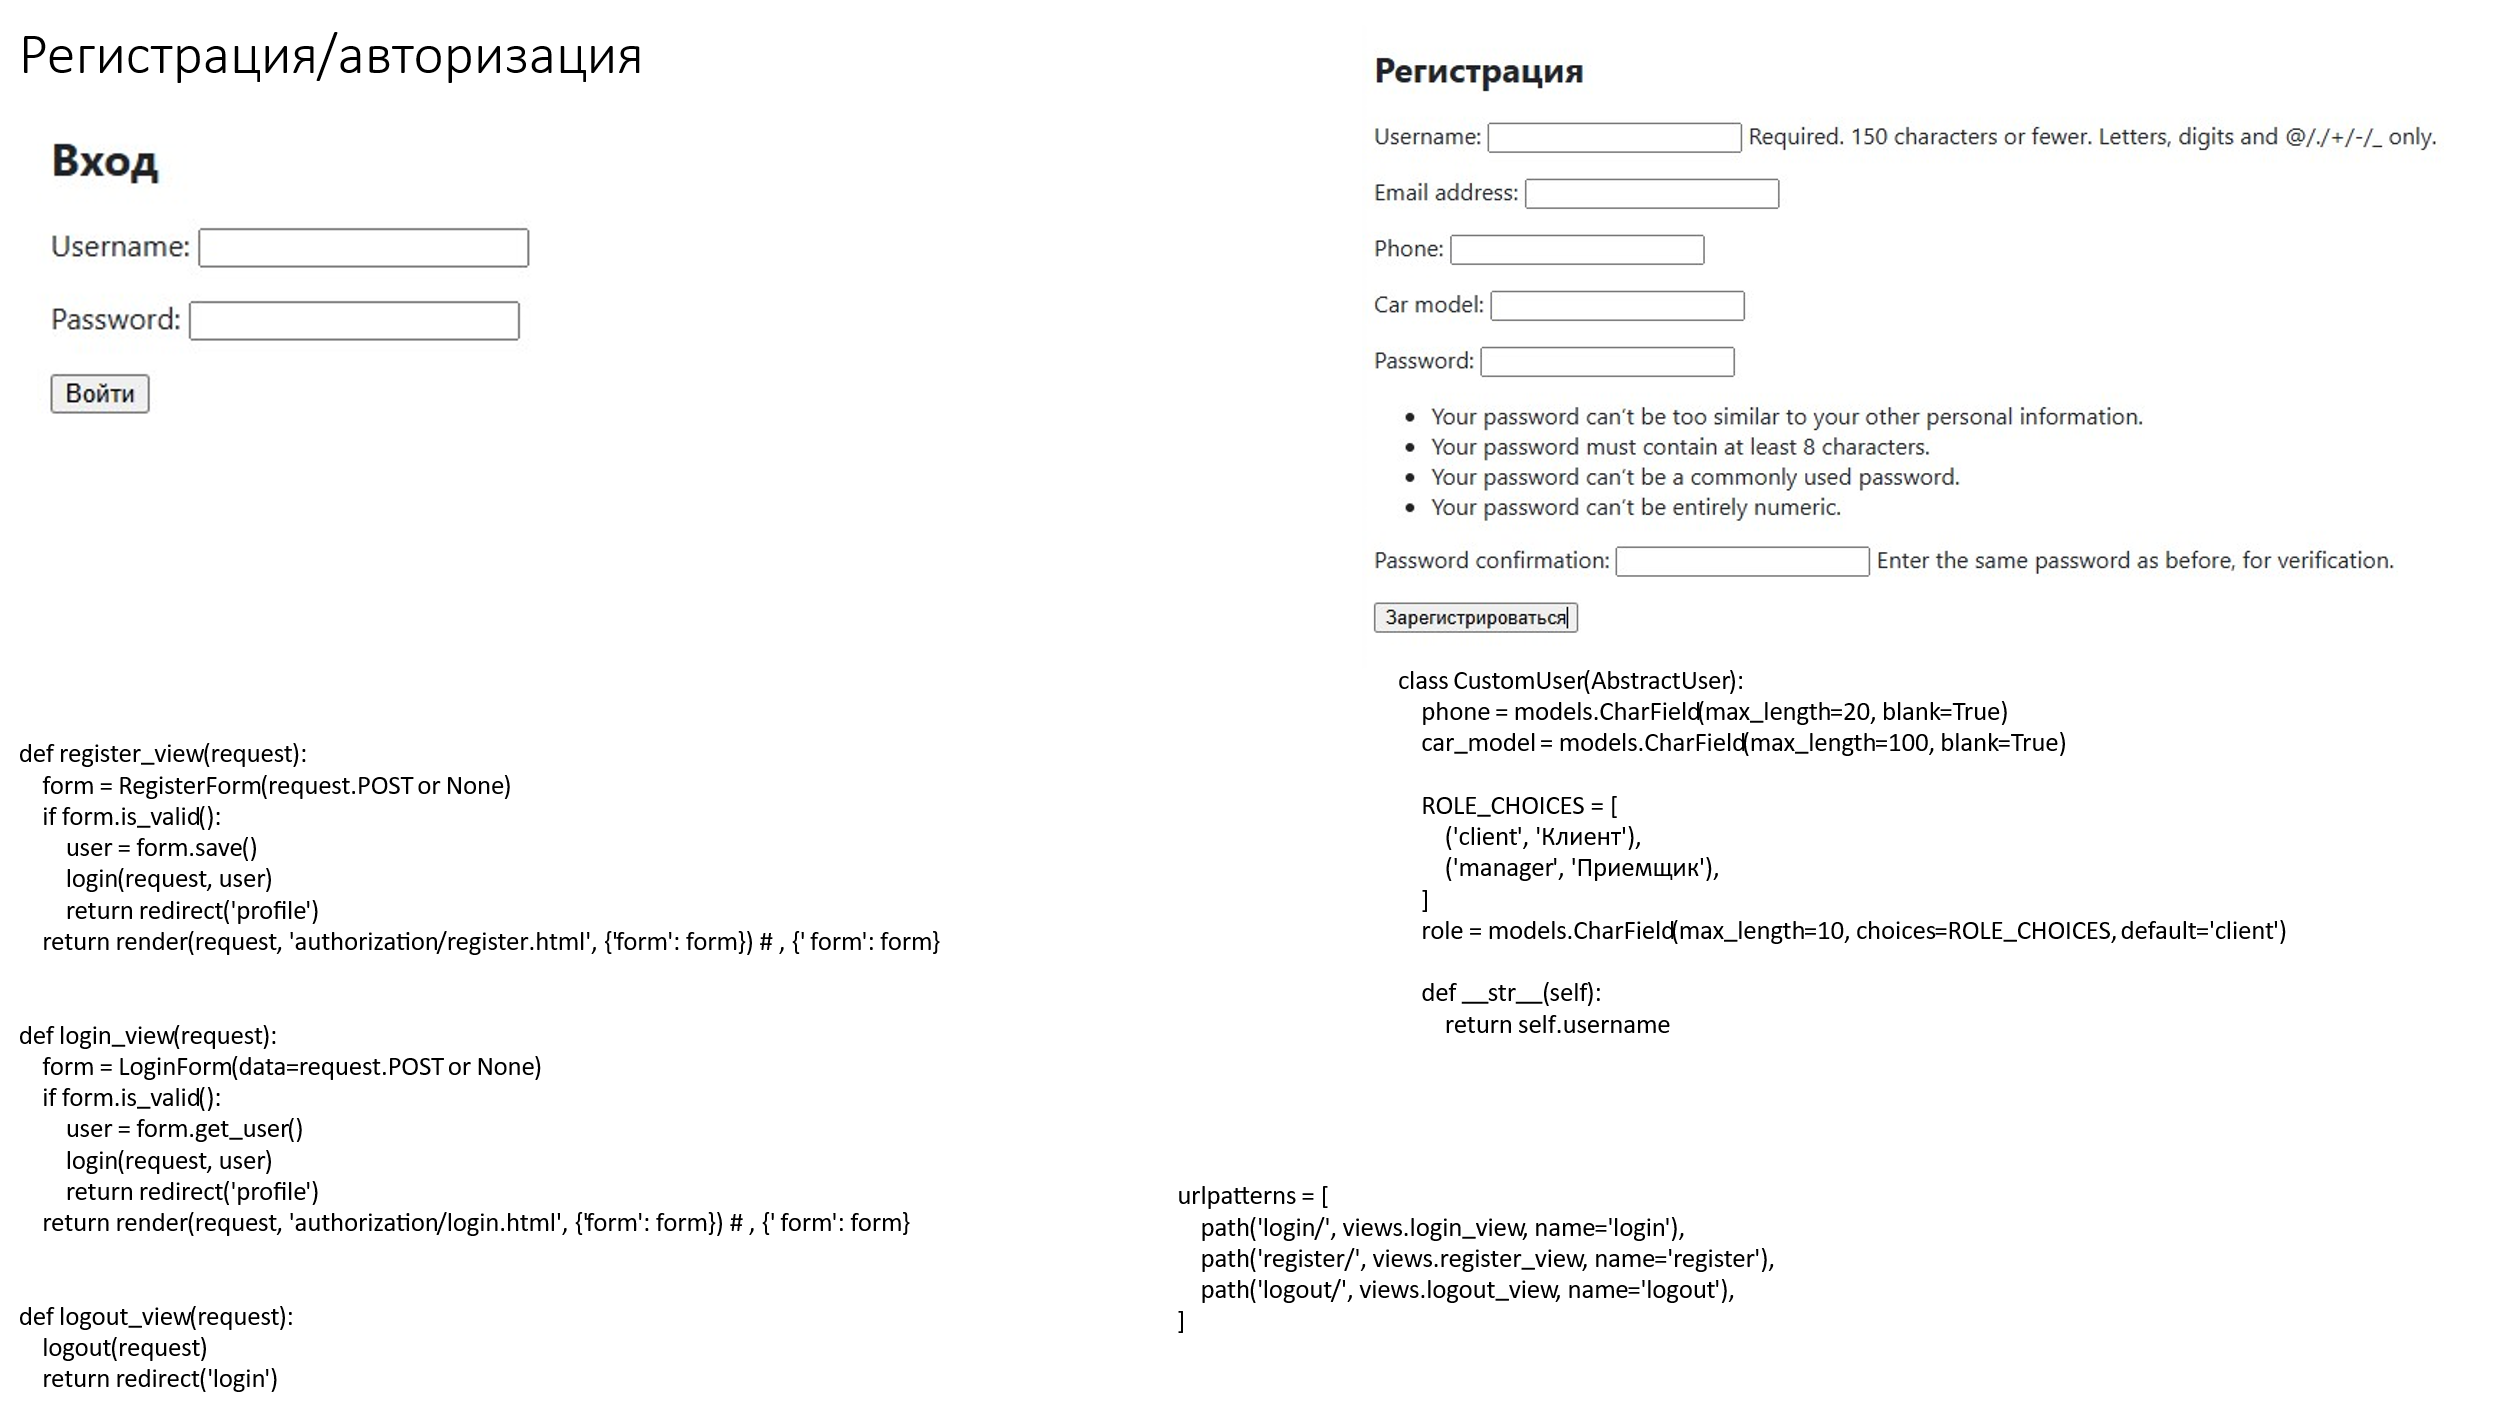 Регистрация/авторизация
Вход
Username:
Password:
Войти
Регистрация
Username: Required. 150 characters or fewer. Letters, digits and @/./+/-/_ only.
Email address:
Phone:
Car model:
Password:
• Your password can't be too similar to your other personal information.
• Your password must contain at least 8 characters.
• Your password can't be a commonly used password.
• Your password can't be entirely numeric.
Password confirmation: Enter the same password as before, for verification.
Зарегистрироваться
def register_view(request):
    form = RegisterForm(request.POST or None)
    if form.is_valid():
        user = form.save()
        login(request, user)
        return redirect('profile')
    return render(request, 'authorization/register.html', {'form': form}) # , {' form': form}
def login_view(request):
    form = LoginForm(data=request.POST or None)
    if form.is_valid():
        user = form.get_user()
        login(request, user)
        return redirect('profile')
    return render(request, 'authorization/login.html', {'form': form}) # , {' form': form}
def logout_view(request):
    logout(request)
    return redirect('login')
class CustomUser(AbstractUser):
    phone = models.CharField(max_length=20, blank=True)
    car_model = models.CharField(max_length=100, blank=True)
    ROLE_CHOICES = [
        ('client', 'Клиент'),
        ('manager', 'Приемщик'),
    ]
    role = models.CharField(max_length=10, choices=ROLE_CHOICES, default='client')
    def __str__(self):
        return self.username
urlpatterns = [
    path('login/', views.login_view, name='login'),
    path('register/', views.register_view, name='register'),
    path('logout/', views.logout_view, name='logout'),
]